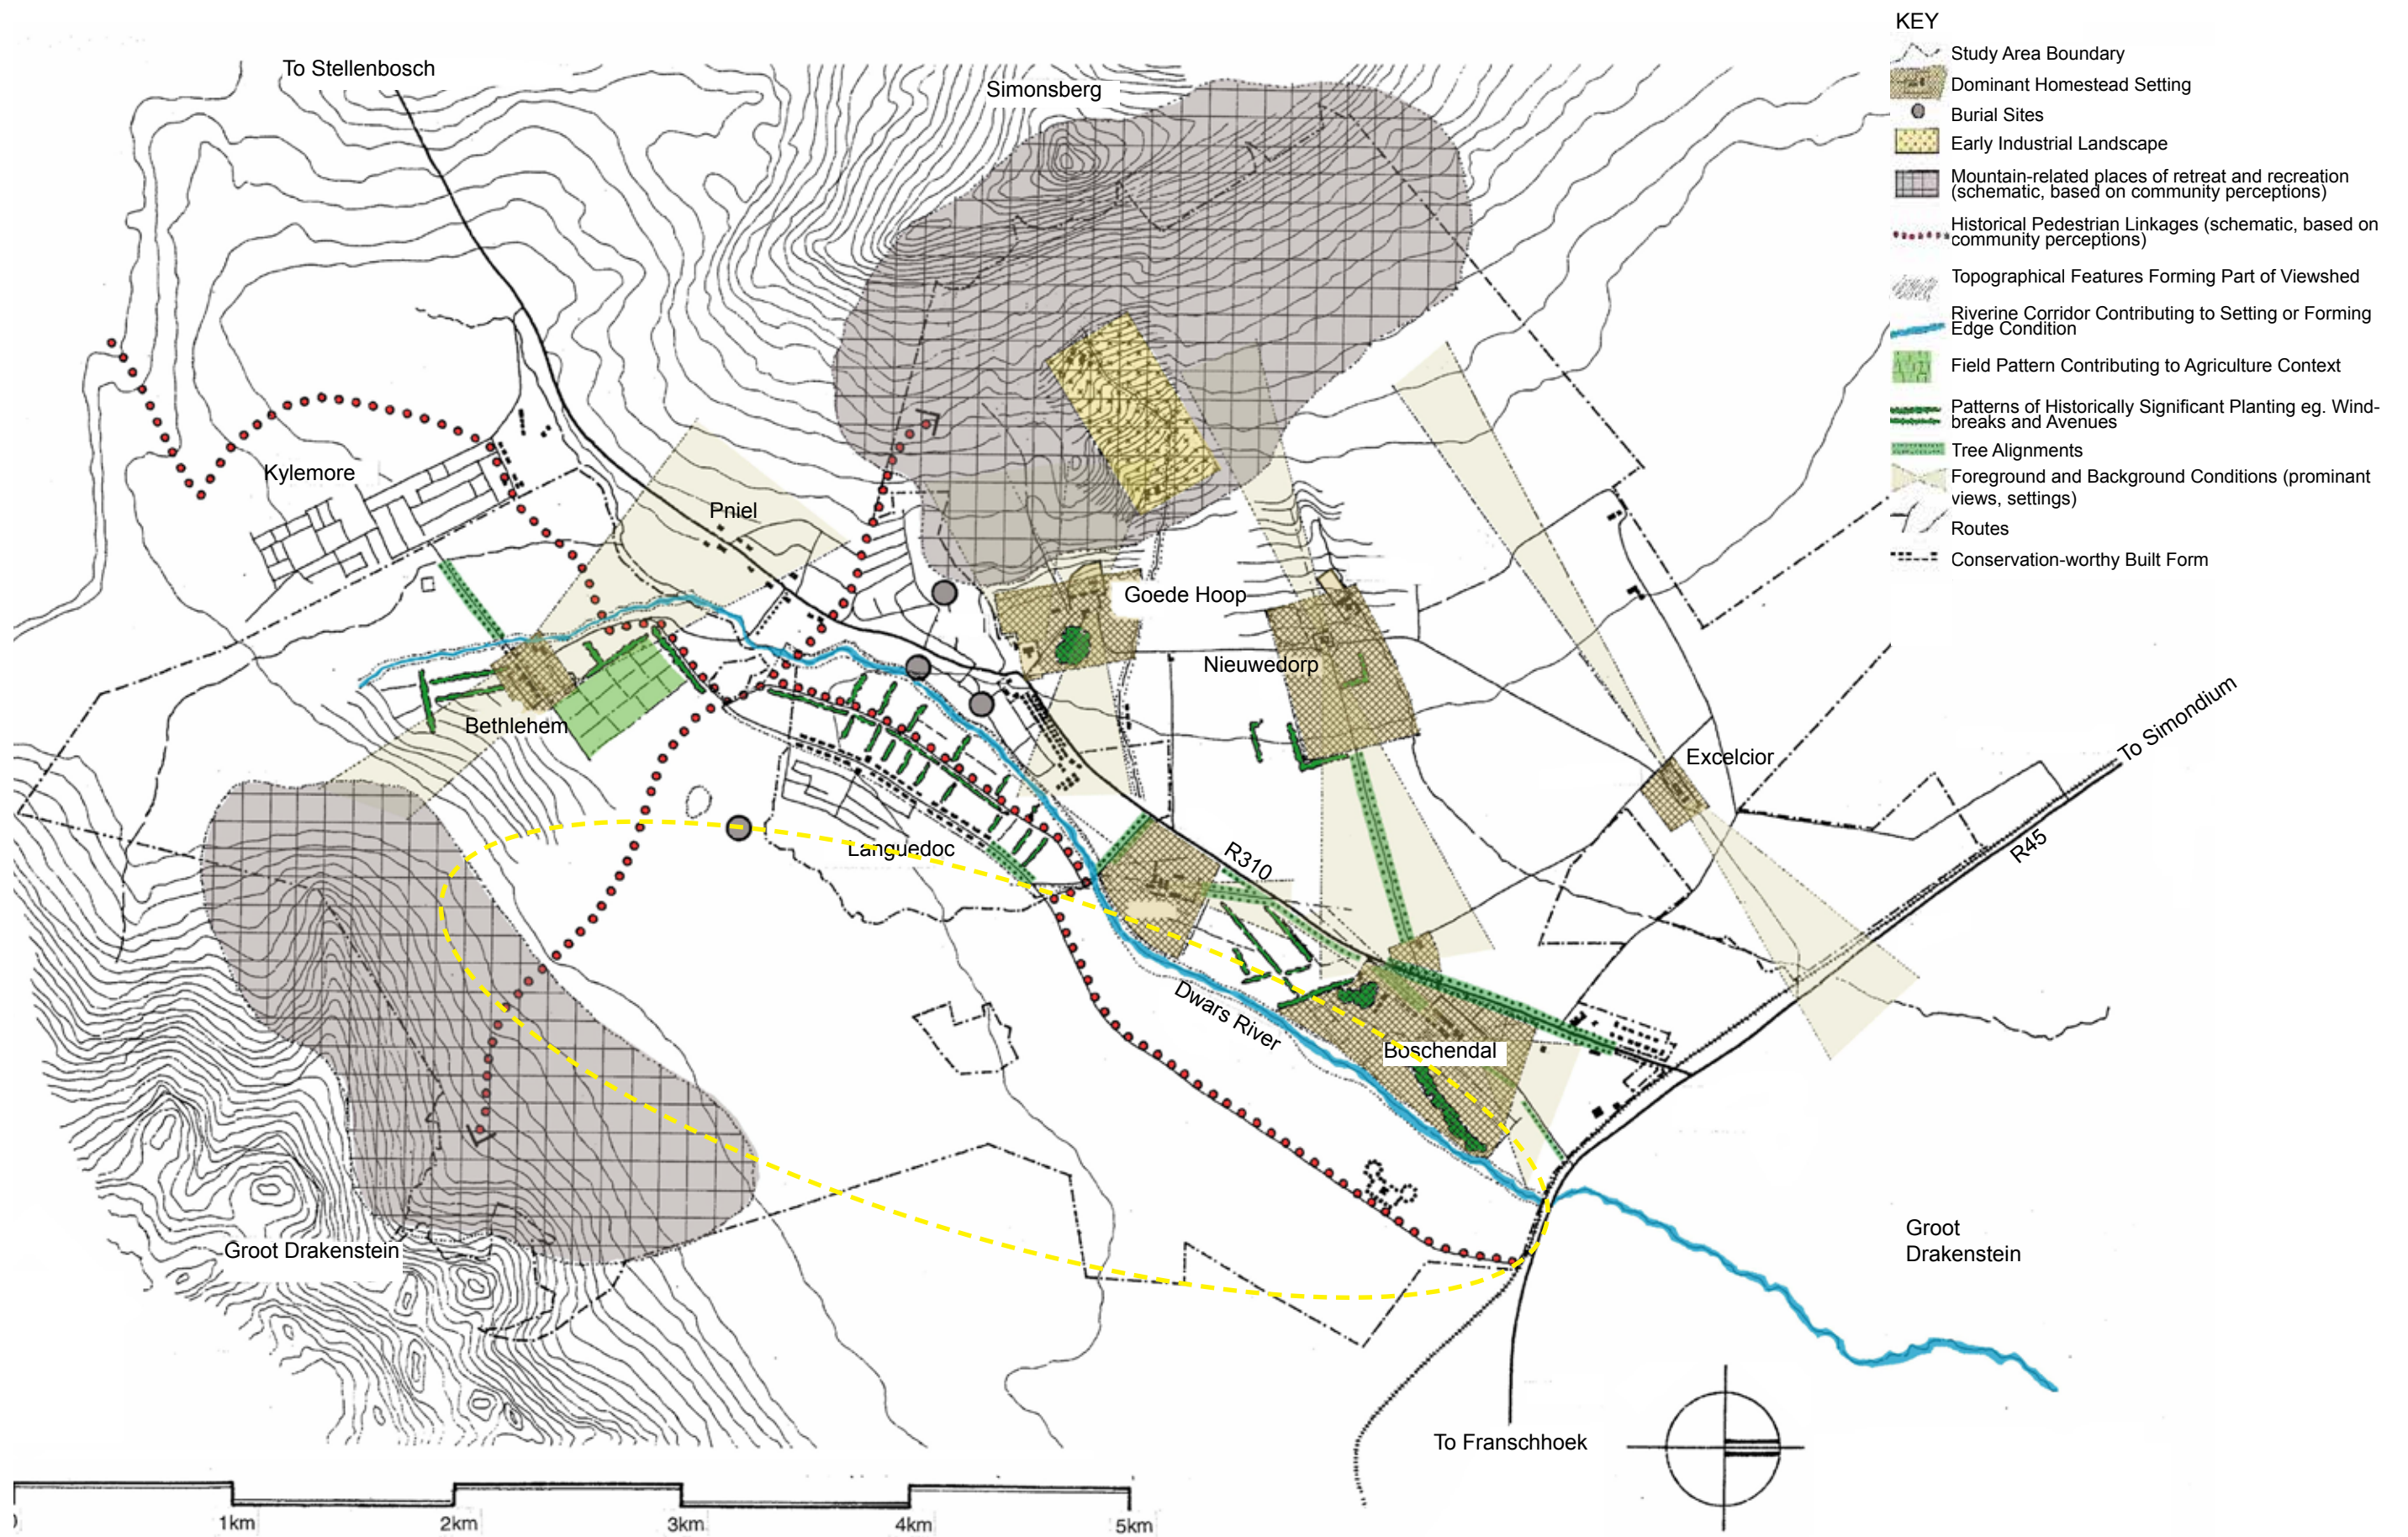 KEY
Study Area Boundary
Dominant Homestead Setting
Burial Sites
Early Industrial Landscape
Mountain-related places of retreat and recreation
(schematic, based on community perceptions)
Historical Pedestrian Linkages (schematic, based on
community perceptions)
Topographical Features Forming Part of Viewshed
Riverine Corridor Contributing to Setting or Forming
Edge Condition
Field Pattern Contributing to Agriculture Context
Patterns of Historically Significant Planting eg. Wind-
breaks and Avenues
Tree Alignments
Foreground and Background Conditions (prominant
views, settings)
Routes
Conservation-worthy Built Form
To Stellenbosch
Simonsberg
Kylemore
Pniel
Goede Hoop
Nieuwedorp
Bethlehem
Excelcior
To Simondium
R45
Languedoc
R310
Dwars River
Boschendal
Groot Drakenstein
Groot
Drakenstein
To Franschhoek
0
1km
2km
3km
4km
5km